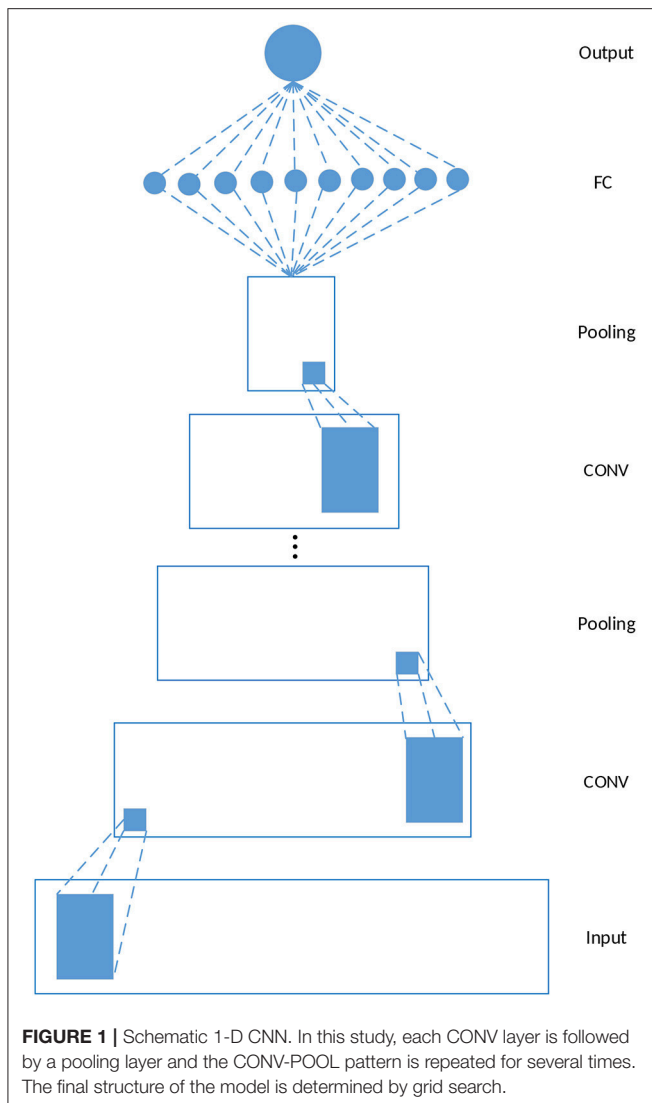 Output
FC
Pooling
CONV
Pooling
CONV
Input
FIGURE 1 | Schematic 1-D CNN. In this study, each CONV layer is followed
by a pooling layer and the CONV-POOL pattern is repeated for several times.
The final structure of the model is determined by grid search.